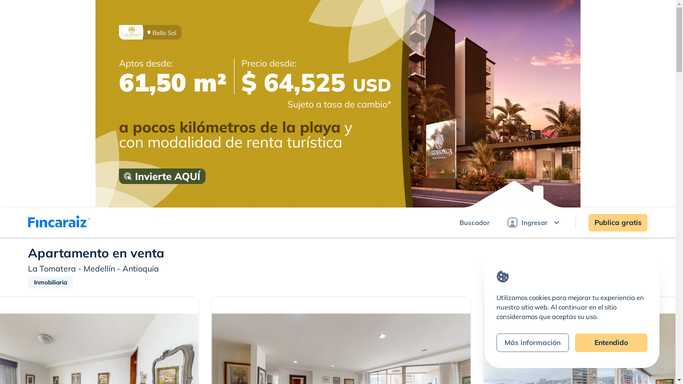 Bello Sol
Aptos desde:
61,50 m²
Precio desde:
$ 64,525 USD
Sujeto a tasa de cambio*
a pocos kilómetros de la playa y
con modalidad de renta turística
Invierte AQUÍ
Fincaraiz
Buscador
Ingresar
Publica gratis
Apartamento en venta
La Tomatera - Medellín - Antioquia
Inmobiliaria
Utilizamos cookies para mejorar tu experiencia en
nuestro sitio web. Al continuar en el sitio
consideramos que aceptas su uso.
Más información
Entendido